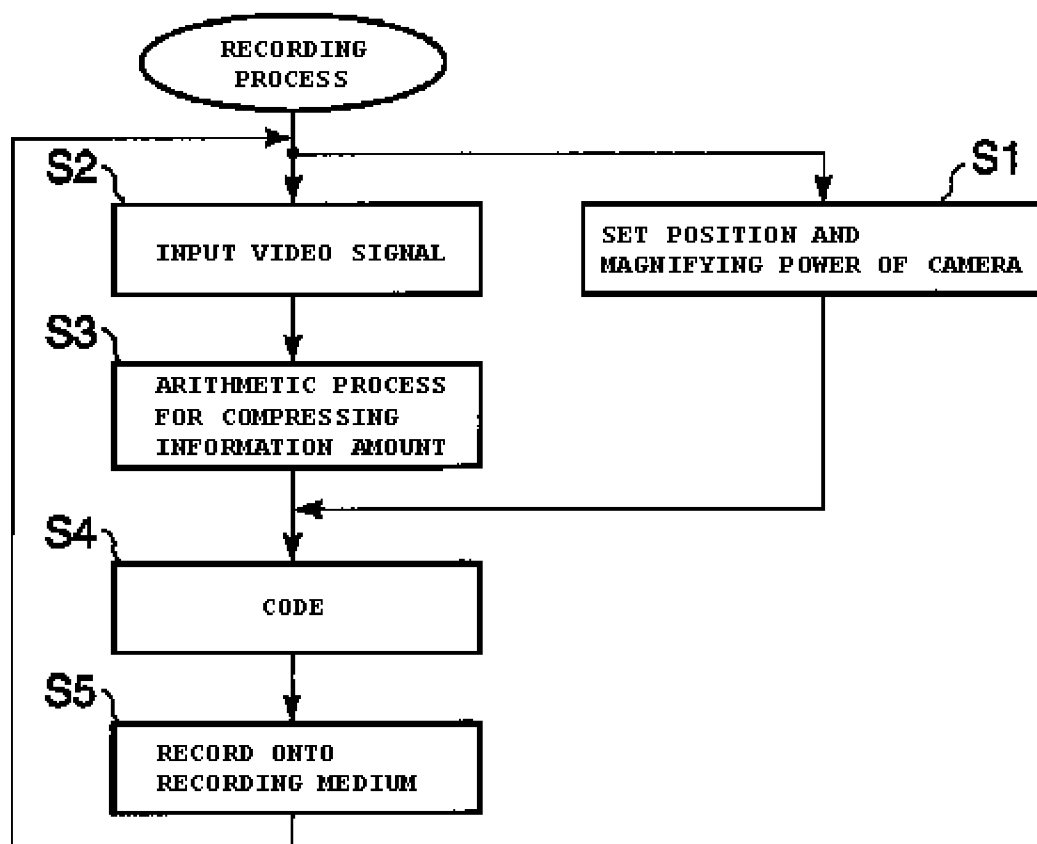 RECORDING
PROCESS
S2
S1
INPUT VIDEO SIGNAL
SET POSITION AND
MAGNIFYING POWER OF CAMERA
S3
ARITHMETIC PROCESS
FOR COMPRESSING
INFORMATION AMOUNT
S4
CODE
S5
RECORD ONTO
RECORDING MEDIUM